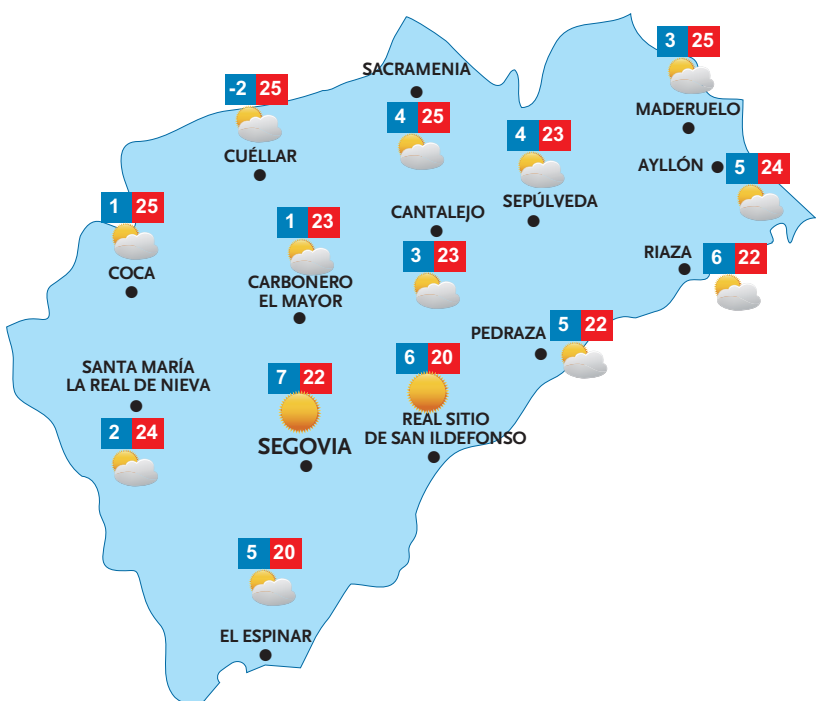 3 25
MADERUELO
SACRAMENIA
4 25
-2 25
CUÉLLAR
4 23
SEPÚLVEDA
AYLLÓN
5 24
1 25
COCA
1 23
CARBONERO
EL MAYOR
CANTALEJO
3 23
RIAZA
6 22
PEDRAZA
5 22
SANTA MARÍA
LA REAL DE NIEVA
2 24
7 22
SEGOVIA
6 20
REAL SITIO
DE SAN ILDEFONSO
5 20
EL ESPINAR